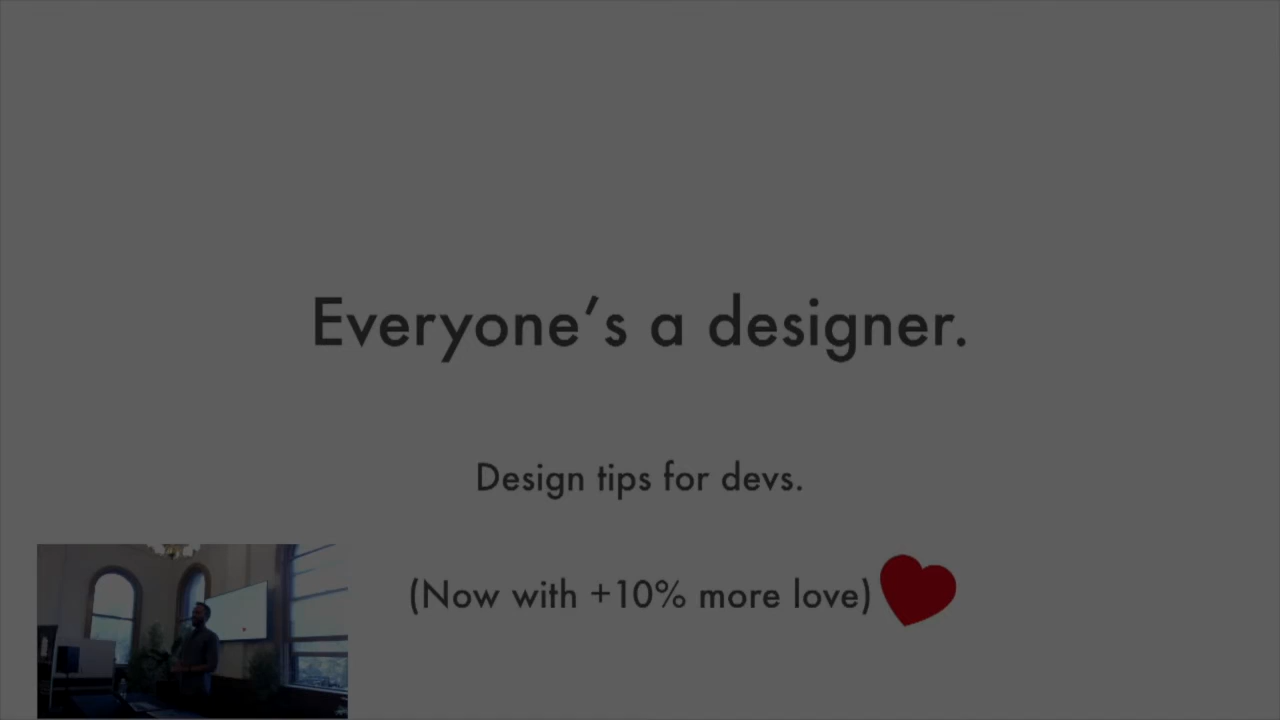 Everyone’s a designer.
Design tips for devs.
(Now with +10% more love)